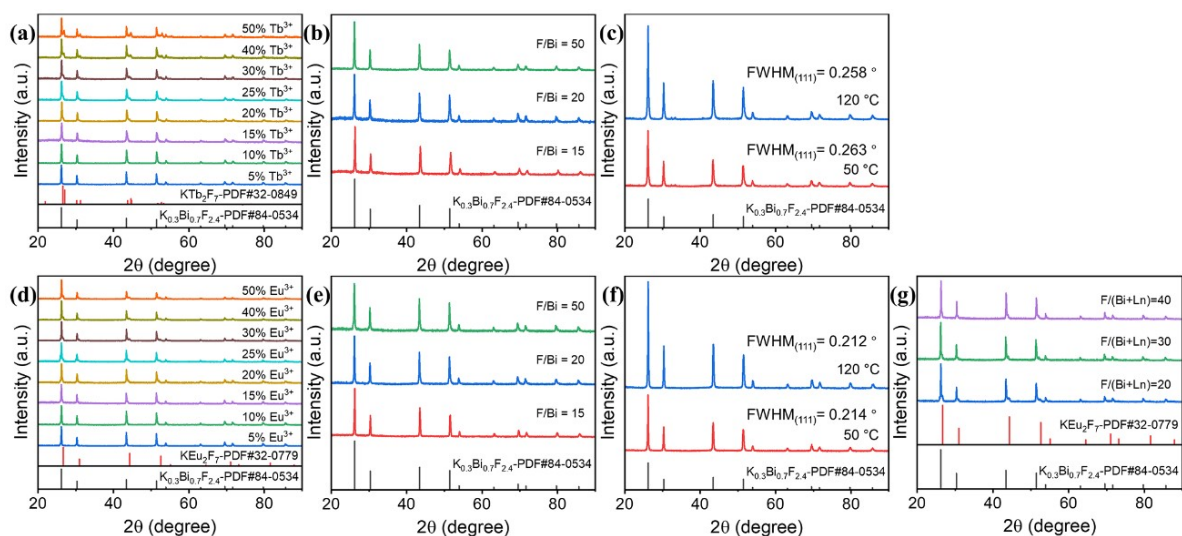 (a)
50% Tb³⁺
40% Tb³⁺
30% Tb³⁺
25% Tb³⁺
20% Tb³⁺
15% Tb³⁺
10% Tb³⁺
5% Tb³⁺
KTb₂F₇-PDF#32-0849
K₀.₃Bi₀.₇F₂.₄-PDF#84-0534
Intensity (a.u.)
20 40 60 80
2θ (degree)
(b)
F/Bi = 50
F/Bi = 20
F/Bi = 15
K₀.₃Bi₀.₇F₂.₄-PDF#84-0534
Intensity (a.u.)
20 40 60 80
2θ (degree)
(c)
FWHM₍₁₁₁₎= 0.258 °
120 °C
FWHM₍₁₁₁₎= 0.263 °
50 °C
K₀.₃Bi₀.₇F₂.₄-PDF#84-0534
Intensity (a.u.)
20 40 60 80
2θ (degree)
(d)
50% Eu³⁺
40% Eu³⁺
30% Eu³⁺
25% Eu³⁺
20% Eu³⁺
15% Eu³⁺
10% Eu³⁺
5% Eu³⁺
KEu₂F₇-PDF#32-0779
K₀.₃Bi₀.₇F₂.₄-PDF#84-0534
Intensity (a.u.)
20 40 60 80
2θ (degree)
(e)
F/Bi = 50
F/Bi = 20
F/Bi = 15
K₀.₃Bi₀.₇F₂.₄-PDF#84-0534
Intensity (a.u.)
20 40 60 80
2θ (degree)
(f)
FWHM₍₁₁₁₎= 0.212 °
120 °C
FWHM₍₁₁₁₎= 0.214 °
50 °C
K₀.₃Bi₀.₇F₂.₄-PDF#84-0534
Intensity (a.u.)
20 40 60 80
2θ (degree)
(g)
F/(Bi+Ln)=40
F/(Bi+Ln)=30
F/(Bi+Ln)=20
KEu₂F₇-PDF#32-0779
K₀.₃Bi₀.₇F₂.₄-PDF#84-0534
Intensity (a.u.)
20 40 60 80
2θ (degree)